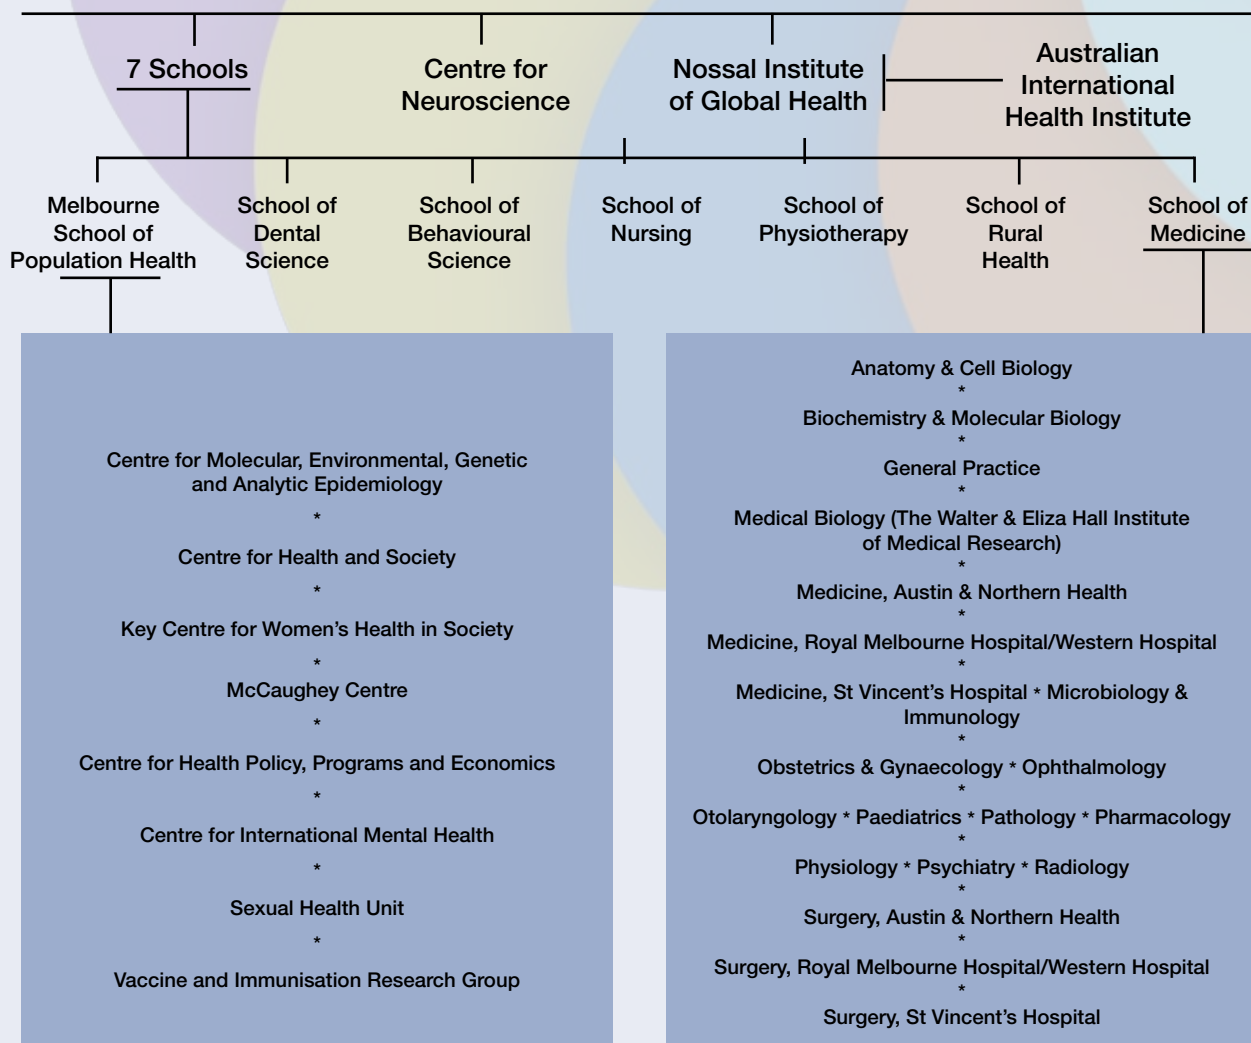 7 Schools
Centre for
Neuroscience
Nossal Institute
of Global Health
Australian
International
Health Institute
Melbourne
School of
Population Health
School of
Dental
Science
School of
Behavioural
Science
School of
Nursing
School of
Physiotherapy
School of
Rural
Health
School of
Medicine
Centre for Molecular, Environmental, Genetic
and Analytic Epidemiology
*
Centre for Health and Society
*
Key Centre for Women's Health in Society
*
McCaughey Centre
*
Centre for Health Policy, Programs and Economics
*
Centre for International Mental Health
*
Sexual Health Unit
*
Vaccine and Immunisation Research Group
Anatomy & Cell Biology
*
Biochemistry & Molecular Biology
*
General Practice
*
Medical Biology (The Walter & Eliza Hall Institute
of Medical Research)
*
Medicine, Austin & Northern Health
*
Medicine, Royal Melbourne Hospital/Western Hospital
*
Medicine, St Vincent's Hospital * Microbiology &
Immunology
*
Obstetrics & Gynaecology * Ophthalmology
*
Otolaryngology * Paediatrics * Pathology * Pharmacology
*
Physiology * Psychiatry * Radiology
*
Surgery, Austin & Northern Health
*
Surgery, Royal Melbourne Hospital/Western Hospital
*
Surgery, St Vincent's Hospital